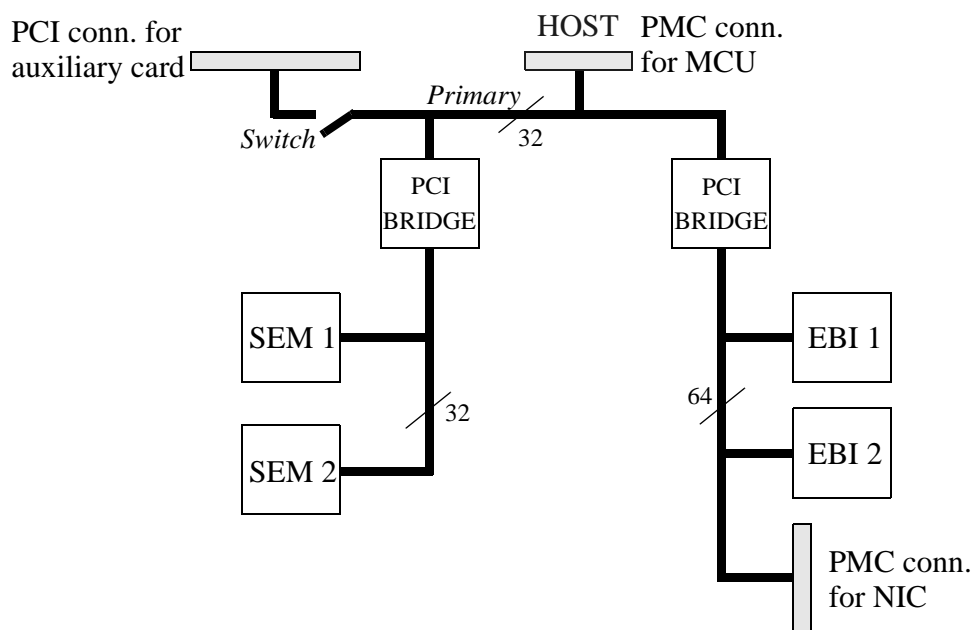 PCI conn. for
auxiliary card
HOST
PMC conn.
for MCU
Primary
Switch
32
PCI
BRIDGE
PCI
BRIDGE
SEM 1
EBI 1
32
64
SEM 2
EBI 2
PMC conn.
for NIC